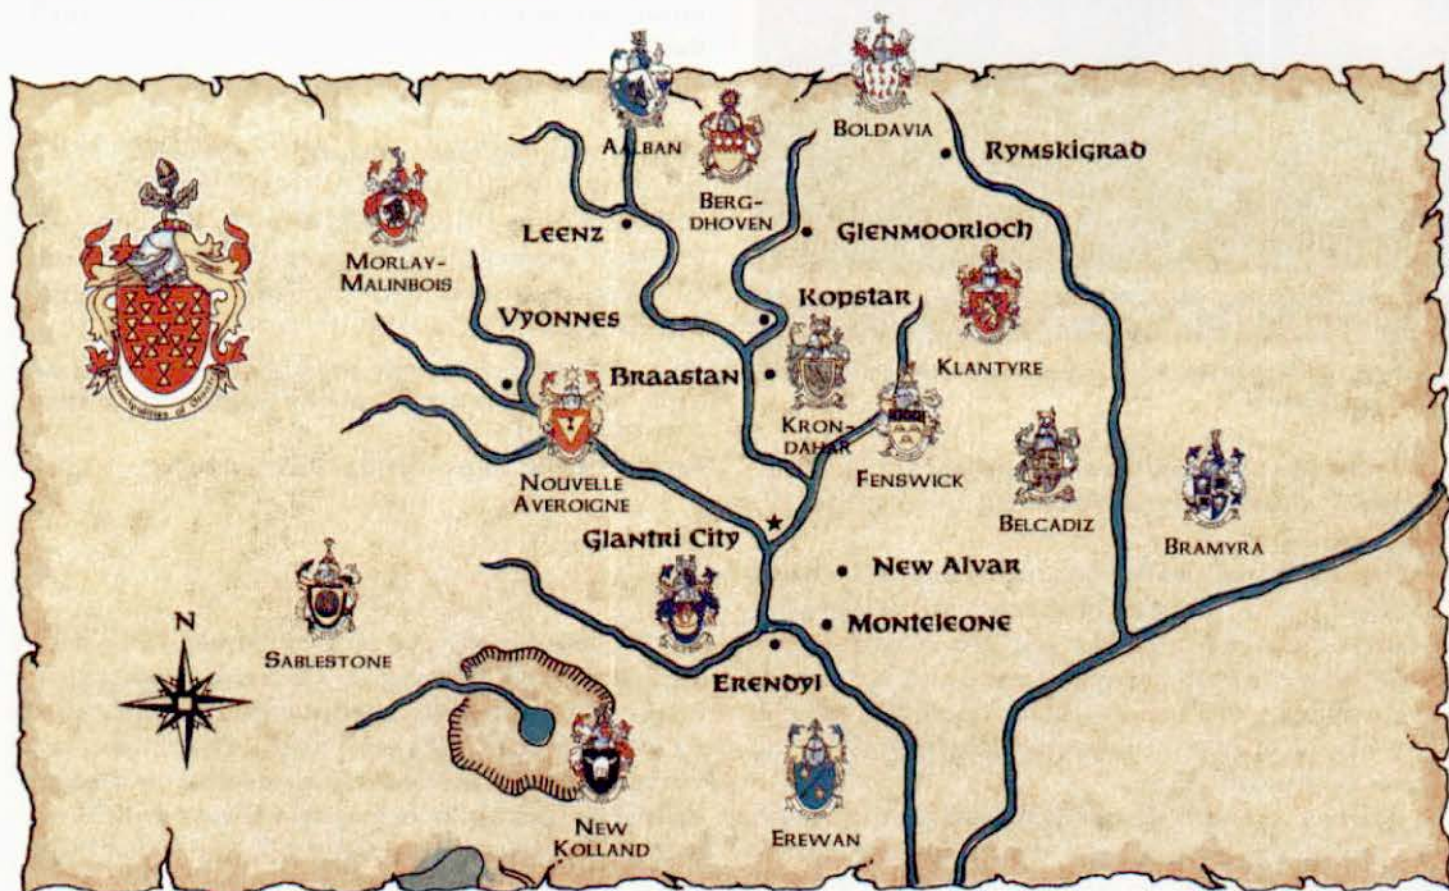 Boldavia
Rymskigrad
Aalban
Berg-
dhoven
Leenz
Glenmoorloch
Morlay-
Malinbois
Vyonnes
Kopstar
Klantyre
Braastan
Kron-
dahar
Fenswick
Nouvelle
Averoigne
Belcadiz
Bramyra
Glantri City
New Alvar
N
Monteleone
Sablestone
Erendyl
New
Kolland
Erewan